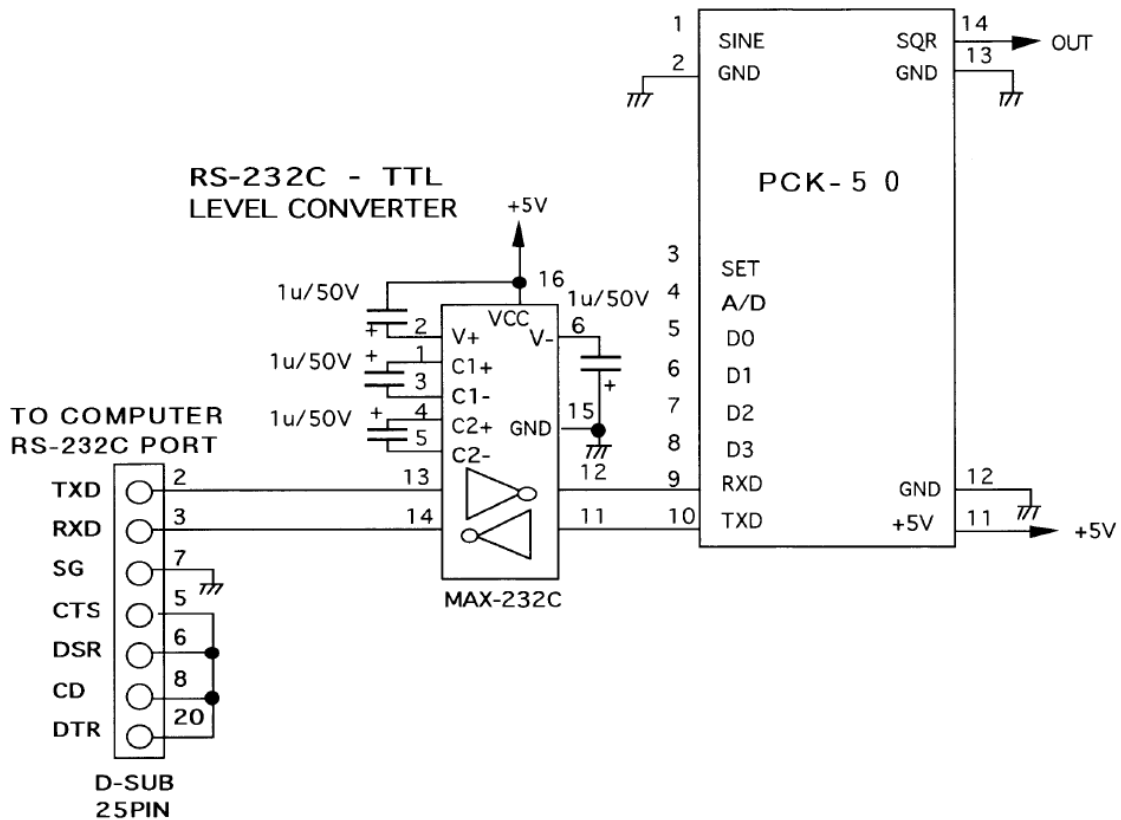 1
SINE
2
GND
14
SQR
OUT
13
GND
PCK-5 0
RS-232C - TTL
LEVEL CONVERTER
+5V
16
1u/50V
1u/50V
VCC
+
2
V+
V-
6
1u/50V
+
1
C1+
3
C1-
+
1u/50V
+
4
C2+
GND
15
5
C2-
3
SET
4
A/D
5
D0
6
D1
7
D2
8
D3
9
RXD
10
TXD
GND
12
+5V
11
+5V
12
11
13
14
MAX-232C
TO COMPUTER
RS-232C PORT
TXD
2
RXD
3
SG
7
CTS
5
DSR
6
CD
8
DTR
20
D-SUB
25PIN